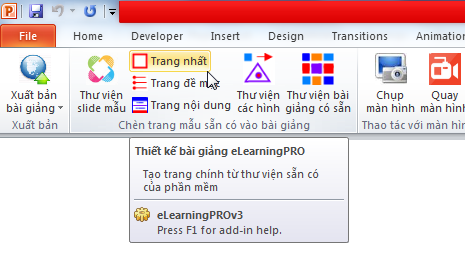 File Home Developer Insert Design Transitions Animation
Xuất bản bài giảng
Thư viện slide mẫu
Trang nhất
Trang đề
Trang nội dung
Thư viện các hình
Thư viện bài giảng có sẵn
Chụp màn hình
Quay màn hình
Xuất bản
Chèn trang mẫu sẵn có vào bài giảng
Thao tác với màn hìn
Thiết kế bài giảng eLearningPRO
Tạo trang chính từ thư viện sẵn có
của phần mềm
eLearningPROv3
Press F1 for add-in help.